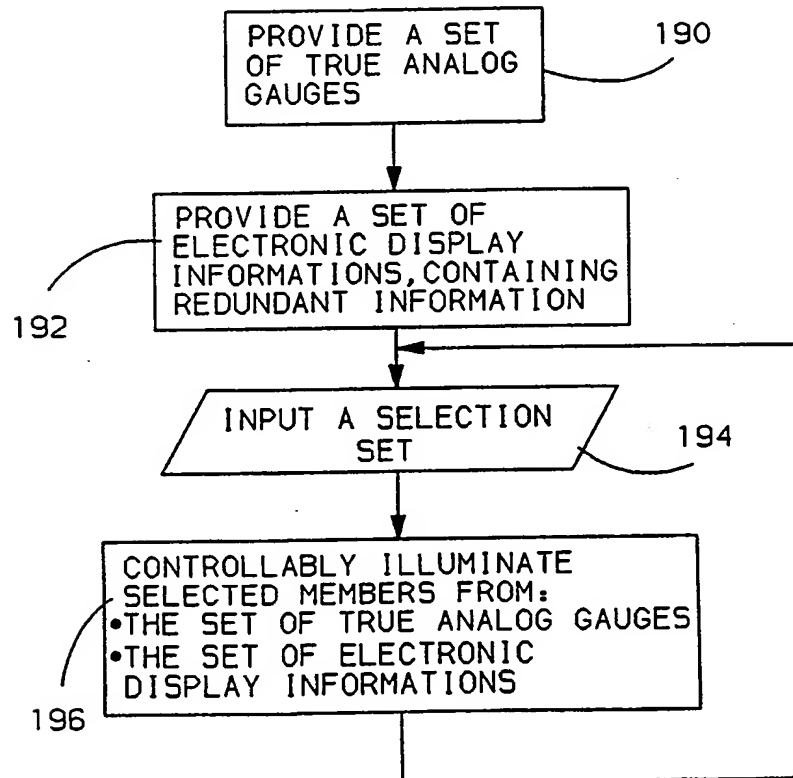 PROVIDE A SET
OF TRUE ANALOG
GAUGES
190
PROVIDE A SET OF
ELECTRONIC DISPLAY
INFORMATIONS, CONTAINING
REDUNDANT INFORMATION
192
INPUT A SELECTION
SET
194
CONTROLLABLY ILLUMINATE
SELECTED MEMBERS FROM:
•THE SET OF TRUE ANALOG GAUGES
•THE SET OF ELECTRONIC
DISPLAY INFORMATIONS
196